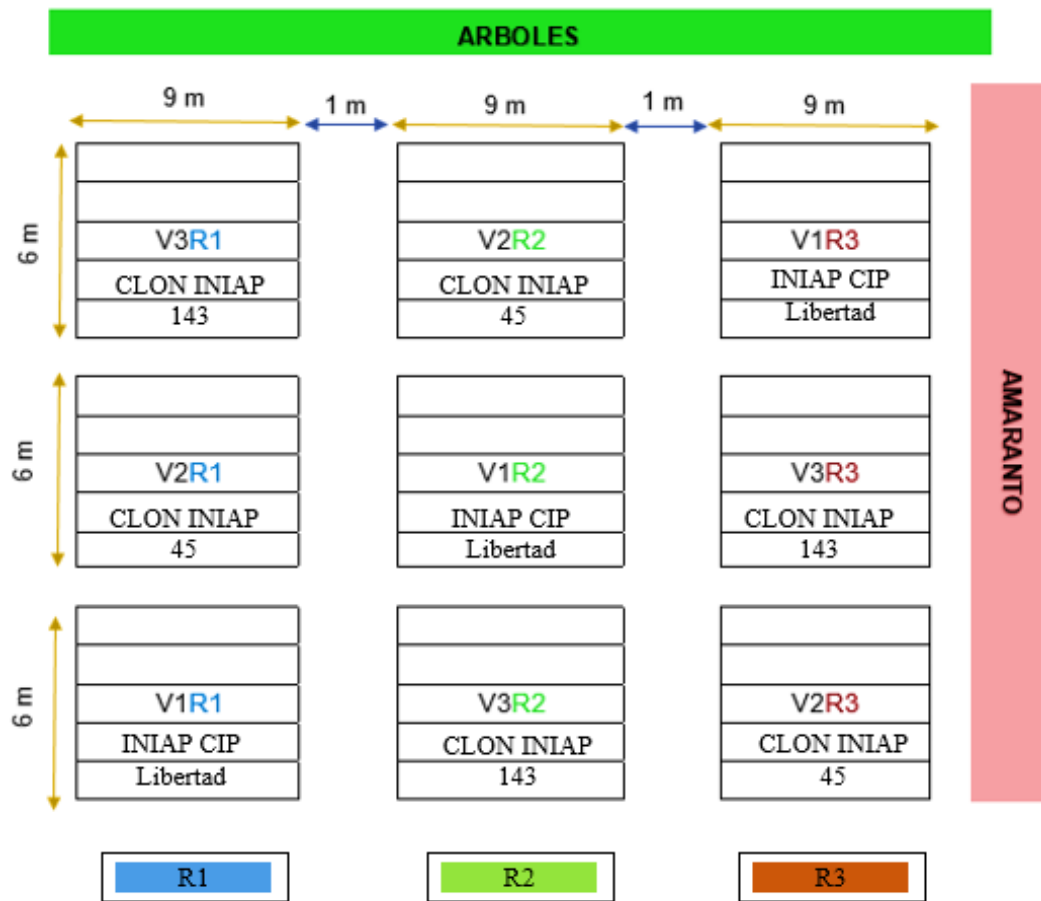 ARBOLES
9 m
1 m
9 m
1 m
9 m
6 m
V3R1
CLON INIAP
143
V2R2
CLON INIAP
45
V1R3
INIAP CIP
Libertad
AMARANTO
6 m
V2R1
CLON INIAP
45
V1R2
INIAP CIP
Libertad
V3R3
CLON INIAP
143
6 m
V1R1
INIAP CIP
Libertad
V3R2
CLON INIAP
143
V2R3
CLON INIAP
45
R1
R2
R3